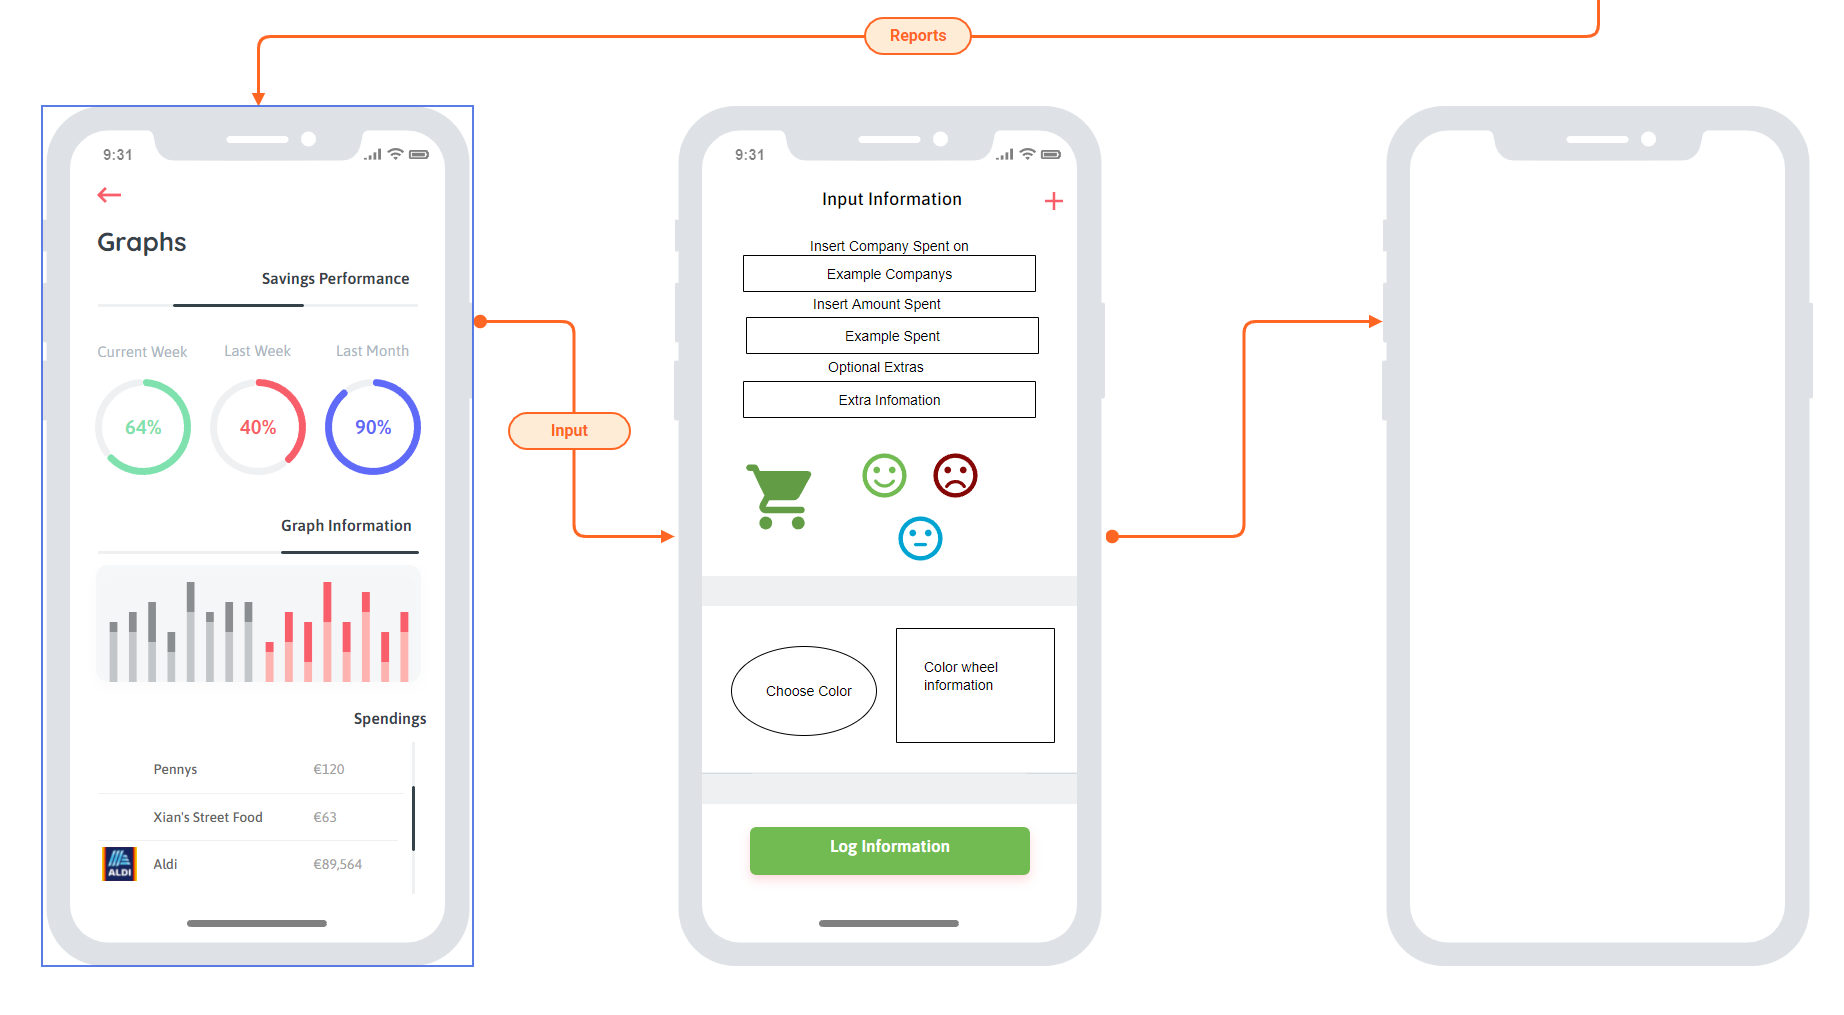 Reports
9:31
Graphs
Savings Performance
Current Week
Last Week
Last Month
64%
40%
90%
Graph Information
Spendings
Pennys €120
Xian's Street Food €63
ALDI
Aldi €89,564
Input
9:31
Input Information
Insert Company Spent on
Example Companys
Insert Amount Spent
Example Spent
Optional Extras
Extra Infomation
Choose Color
Color wheel
information
Log Information